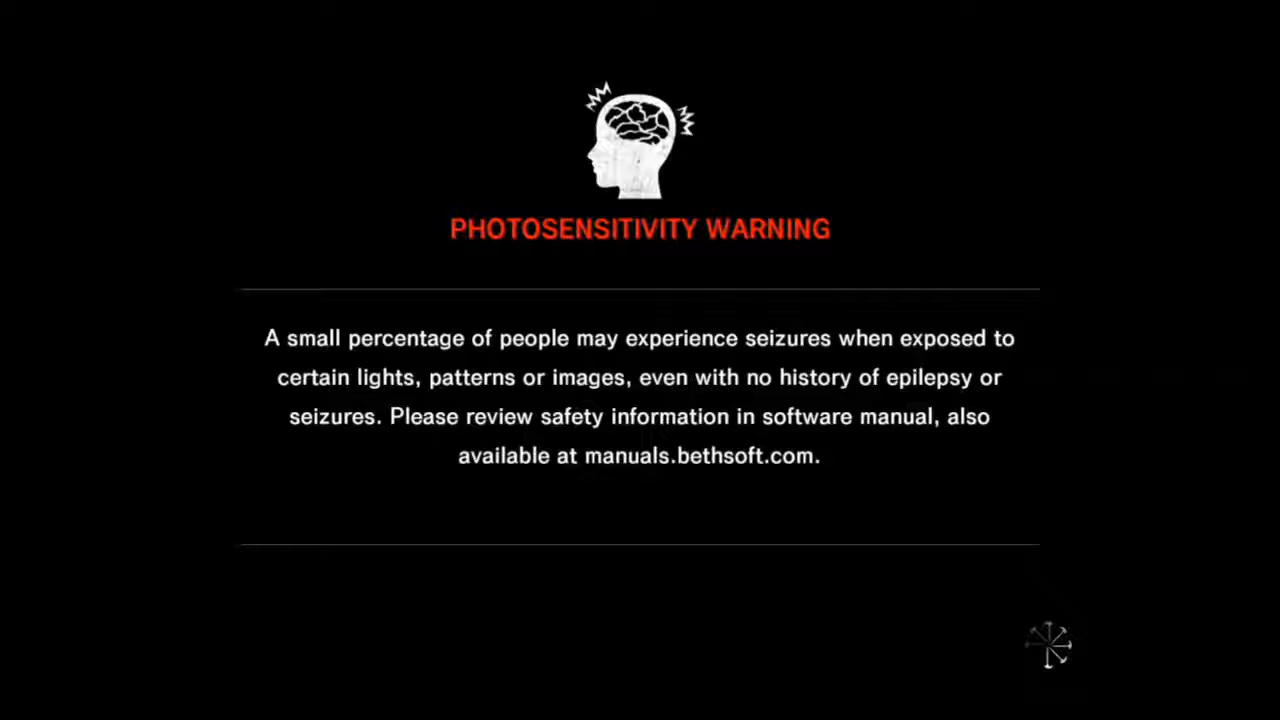 PHOTOSENSITIVITY WARNING
A small percentage of people may experience seizures when exposed to
certain lights, patterns or images, even with no history of epilepsy or
seizures. Please review safety information in software manual, also
available at manuals.bethsoft.com.